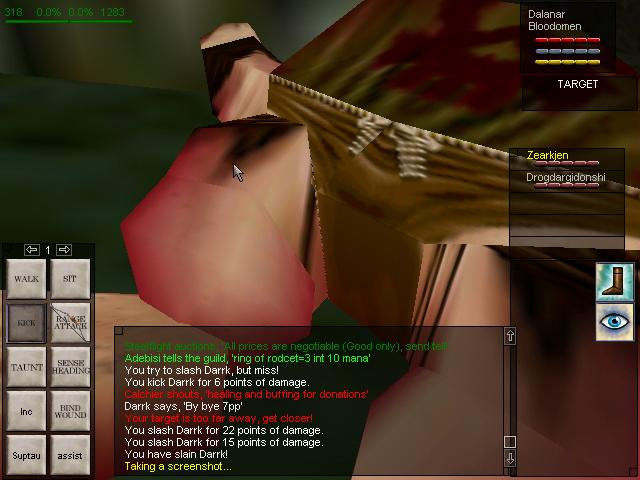 318 0.0% 0.0% 1283
Dalanar
Bloodomen
TARGET
Zearkjen
Drogdargidonshi
1
WALK SIT
KICK RANGE ATTACK
TAUNT SENSE HEADING
Inc BIND WOUND
Suptau assist
Steelflight auctions, 'All prices are negotiable (Good only), send tell
Adebisi tells the guild, 'ring of rodcet=3 int 10 mana'
You try to slash Darrk, but miss!
You kick Darrk for 6 points of damage.
Calchier shouts, 'healing and buffing for donations'
Darrk says, 'By bye 7pp'
Your target is too far away, get closer!
You slash Darrk for 22 points of damage.
You slash Darrk for 15 points of damage.
You have slain Darrk!
Taking a screenshot...